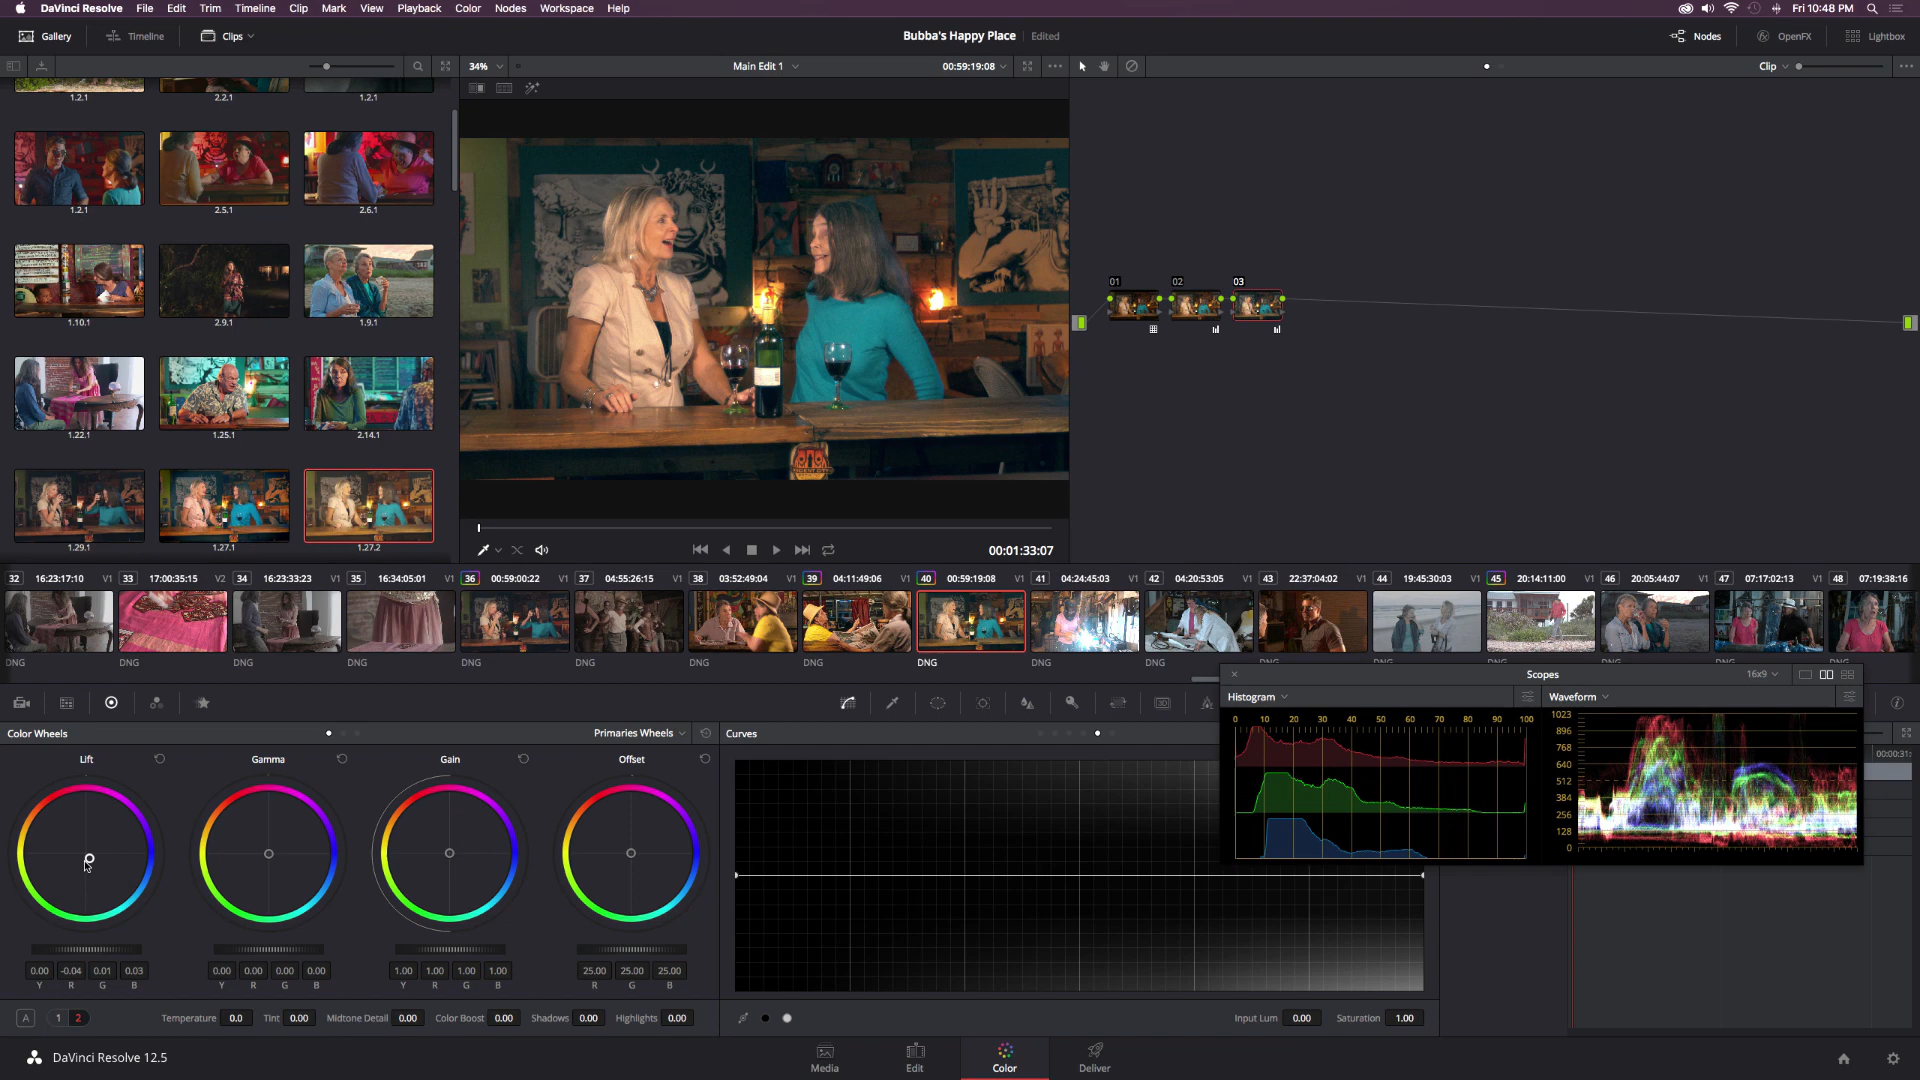 DaVinci Resolve File Edit Trim Timeline Clip Mark View Playback Color Nodes Workspace Help
Fri 10:48 PM
Gallery Timeline Clips
Bubba's Happy Place Edited
Nodes OpenFX Lightbox
34% Main Edit 1 00:59:19:08
Clip
1.2.1 2.2.1 1.2.1
1.2.1 2.5.1 2.6.1
1.10.1 2.9.1 1.9.1
1.22.1 1.25.1 2.14.1
1.29.1 1.27.1 1.27.2
01 02 03
00:01:33:07
32 16:23:17:10 V1 33 17:00:35:15 V2 34 16:23:33:23 V1 35 16:34:05:01 V1 36 00:59:00:22 V1 37 04:55:26:15 V1 38 03:52:49:04 V1 39 04:11:49:06 V1 40 00:59:19:08 V1 41 04:24:45:03 V1 42 04:20:53:05 V1 43 22:37:04:02 V1 44 19:45:30:03 V1 45 20:14:11:00 V1 46 20:05:44:07 V1 47 07:17:02:13 V1 48 07:19:38:16
DNG DNG DNG DNG DNG DNG DNG DNG DNG DNG DNG
Scopes 16x9
Histogram Waveform
0 10 20 30 40 50 60 70 80 90 100
1023
896
768
640
512
384
256
128
0
00:00:31:
Color Wheels Primaries Wheels Curves
Lift Gamma Gain Offset
0.00 -0.04 0.01 0.03 0.00 0.00 0.00 0.00 1.00 1.00 1.00 1.00 25.00 25.00 25.00
Y R G B Y R G B Y R G B R G B
A 1 2 Temperature 0.0 Tint 0.00 Midtone Detail 0.00 Color Boost 0.00 Shadows 0.00 Highlights 0.00
Input Lum 0.00 Saturation 1.00
DaVinci Resolve 12.5
Media Edit Color Deliver